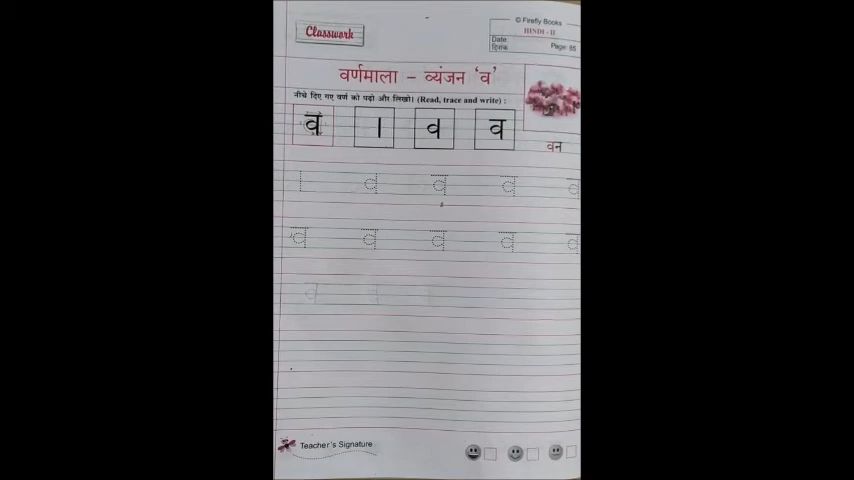 Classwork
© Firefly Books
HINDI - II
Date:
दिनांक
Page: 85
वर्णमाला – व्यंजन 'व'
नीचे दिए गए वर्ण को पढ़ो और लिखो। (Read, trace and write) :
व । व व
वन
। व व व व
व व व व व
व
Teacher's Signature